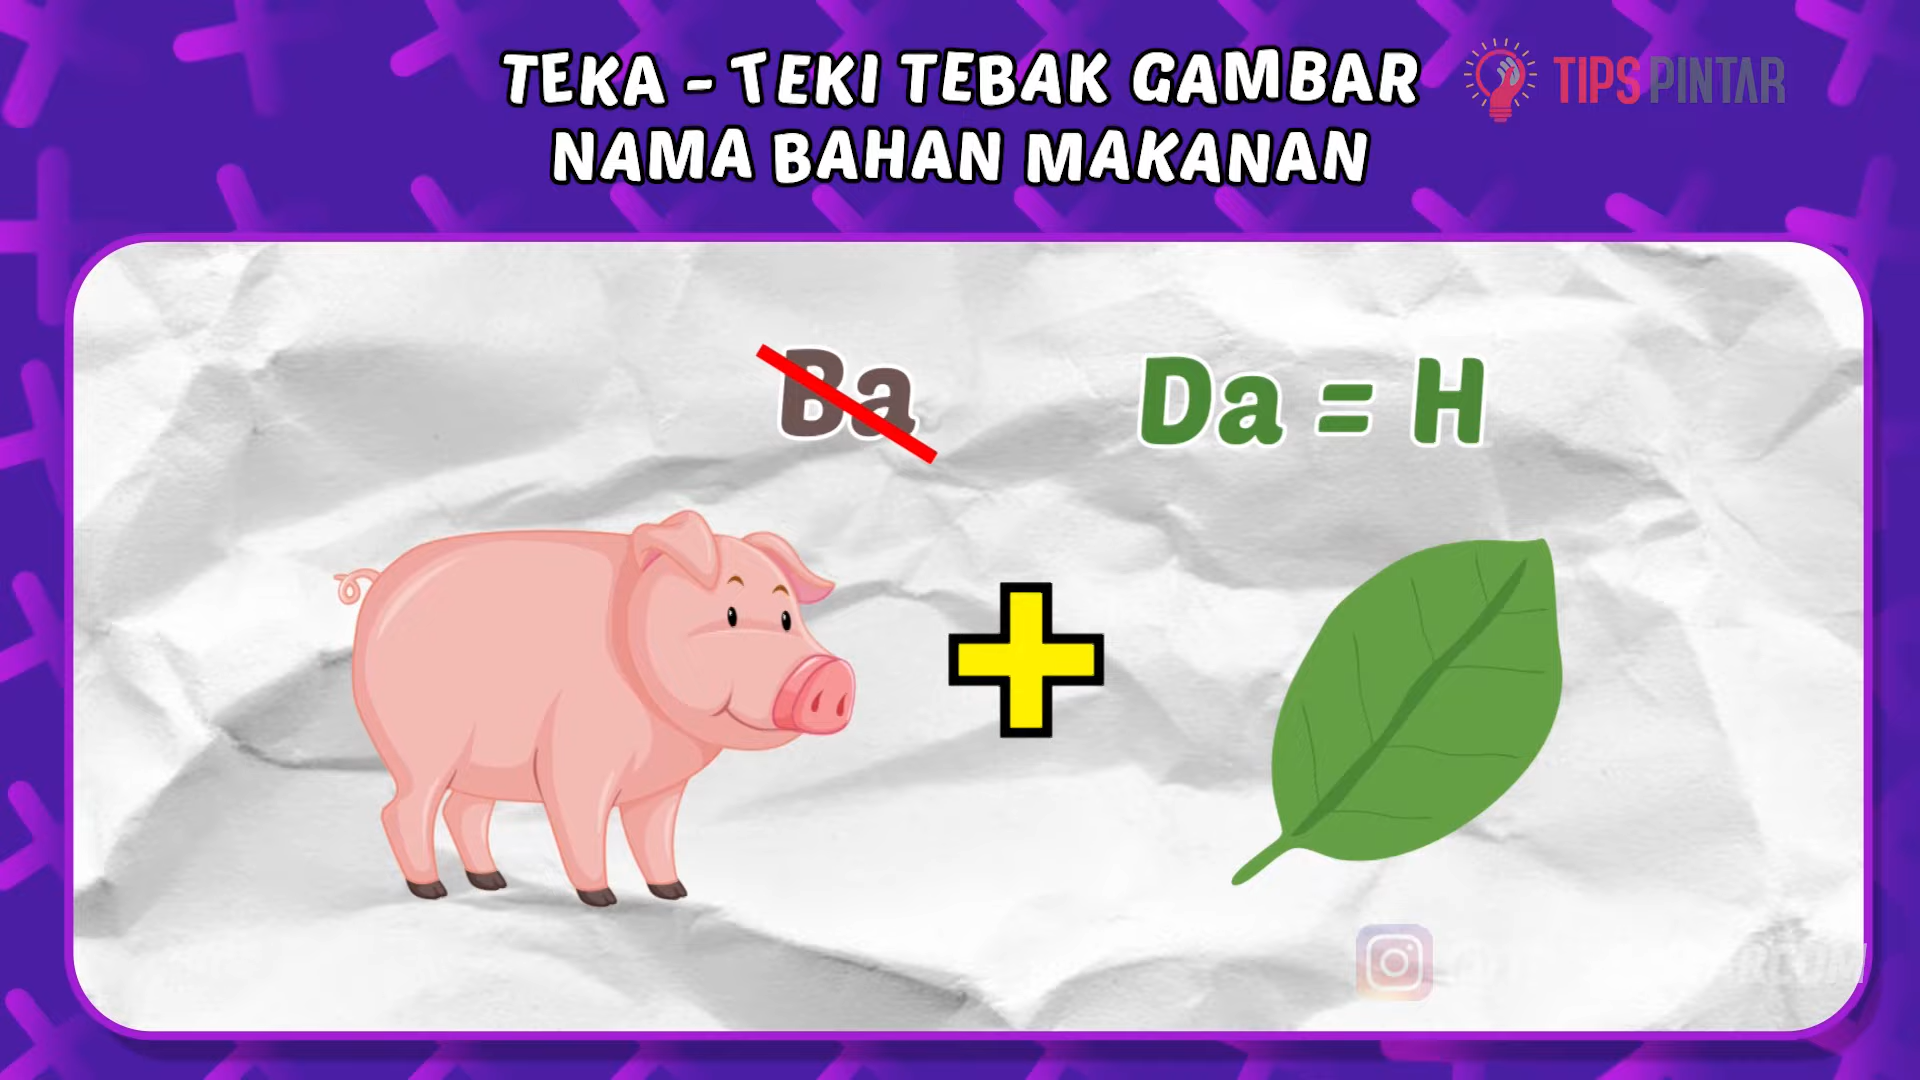 TEKA - TEKI TEBAK GAMBAR
NAMA BAHAN MAKANAN
TIPS PINTAR
Ba
Da = H